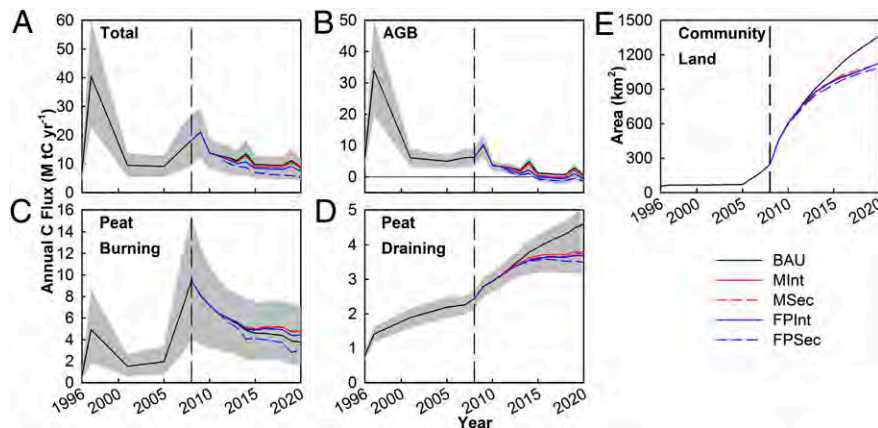 A
Total
60
50
40
30
20
10
0
B
AGB
50
40
30
20
10
0
E
Community
Land
1500
1200
900
600
300
0
Area (km²)
1996
2000
2005
2010
2015
2020
Annual C Flux (M tC yr⁻¹)
C
Peat
Burning
16
14
12
10
8
6
4
2
0
1996
2000
2005
2010
2015
2020
D
Peat
Draining
5
4
3
2
1
0
1996
2000
2005
2010
2015
2020
Year
BAU
MInt
MSec
FPInt
FPSec